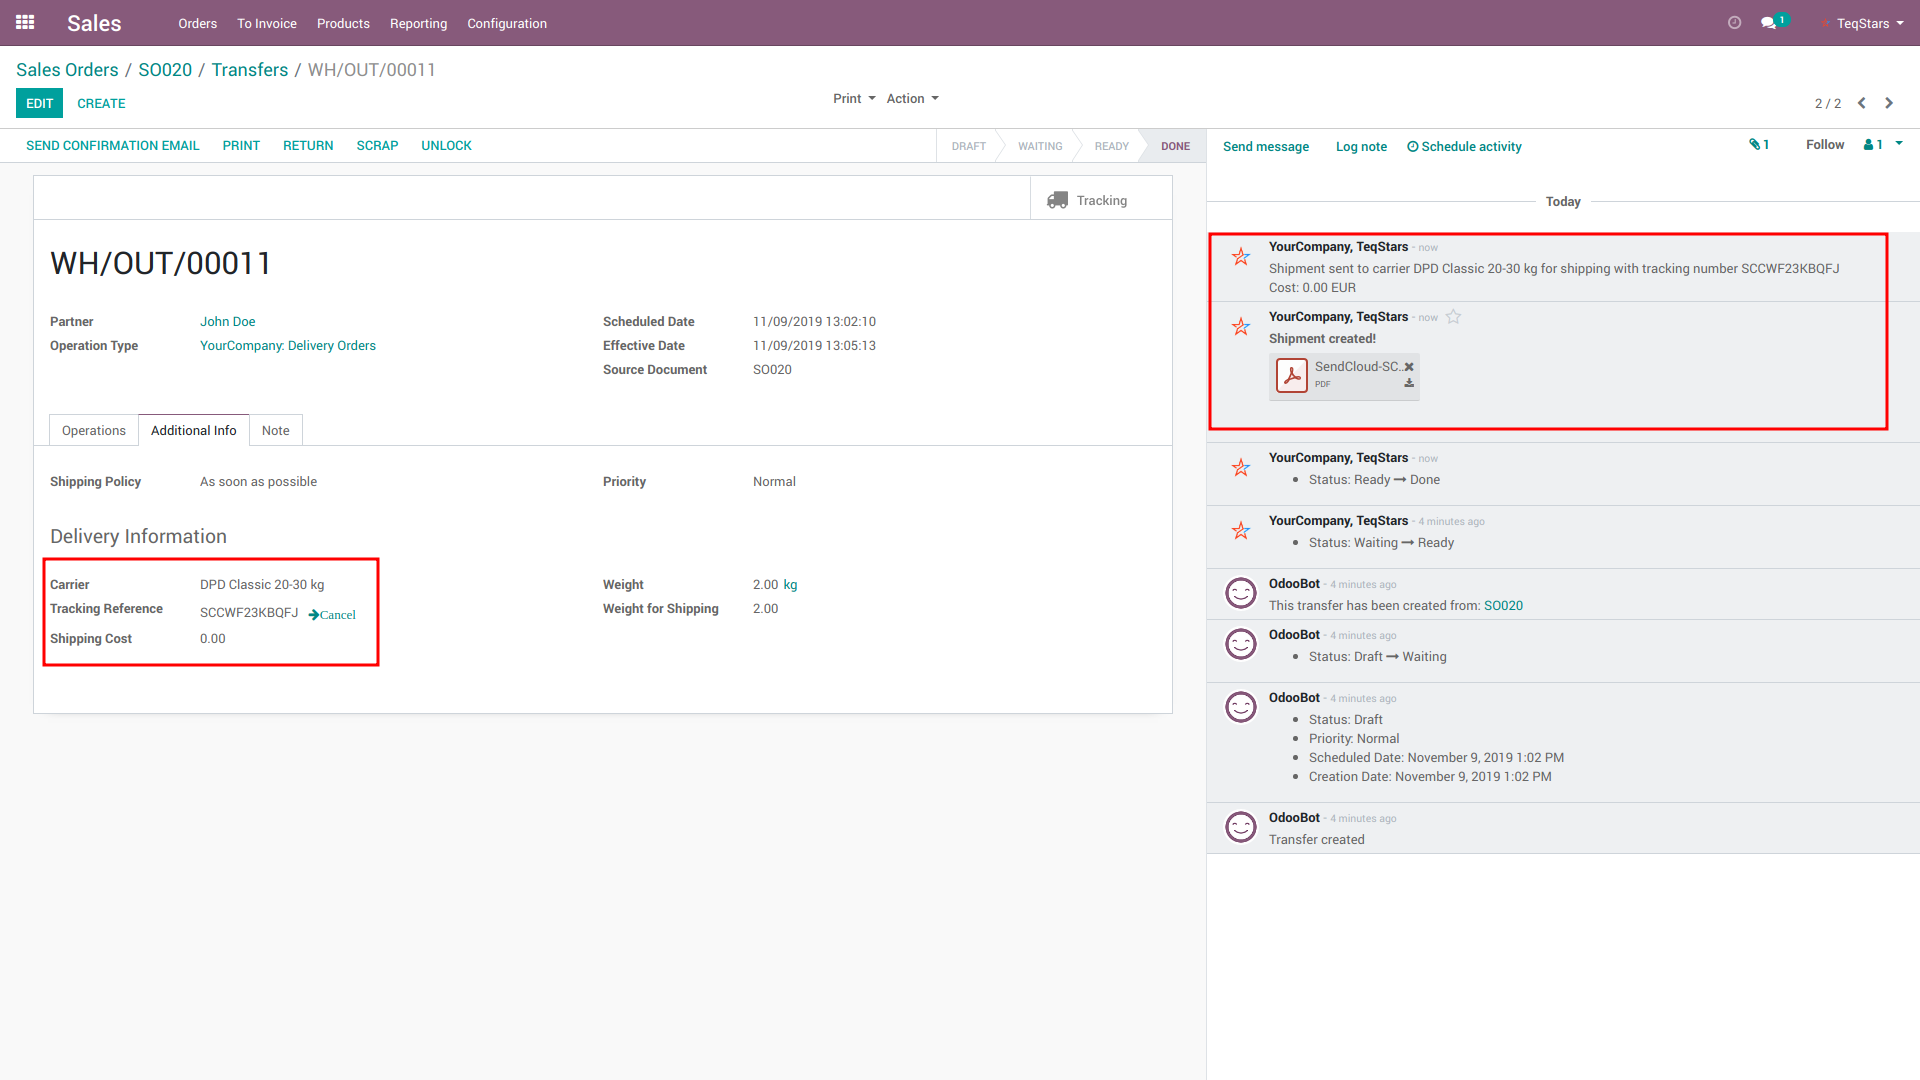 Sales Orders To Invoice Products Reporting Configuration 1 TeqStars
Sales Orders / SO020 / Transfers / WH/OUT/00011
EDIT CREATE Print Action 2 / 2
SEND CONFIRMATION EMAIL PRINT RETURN SCRAP UNLOCK DRAFT WAITING READY DONE
Tracking
WH/OUT/00011
Partner John Doe
Operation Type YourCompany: Delivery Orders
Scheduled Date 11/09/2019 13:02:10
Effective Date 11/09/2019 13:05:13
Source Document SO020
Operations Additional Info Note
Shipping Policy As soon as possible
Priority Normal
Delivery Information
Carrier DPD Classic 20-30 kg
Tracking Reference SCCWF23KBQFJ Cancel
Shipping Cost 0.00
Weight 2.00 kg
Weight for Shipping 2.00
Send message Log note Schedule activity 1 Follow 1
Today
YourCompany, TeqStars - now
Shipment sent to carrier DPD Classic 20-30 kg for shipping with tracking number SCCWF23KBQFJ
Cost: 0.00 EUR
YourCompany, TeqStars - now
Shipment created!
SendCloud-SC...
PDF
YourCompany, TeqStars - now
• Status: Ready → Done
YourCompany, TeqStars - 4 minutes ago
• Status: Waiting → Ready
OdooBot - 4 minutes ago
This transfer has been created from: SO020
OdooBot - 4 minutes ago
• Status: Draft → Waiting
OdooBot - 4 minutes ago
• Status: Draft
• Priority: Normal
• Scheduled Date: November 9, 2019 1:02 PM
• Creation Date: November 9, 2019 1:02 PM
OdooBot - 4 minutes ago
Transfer created